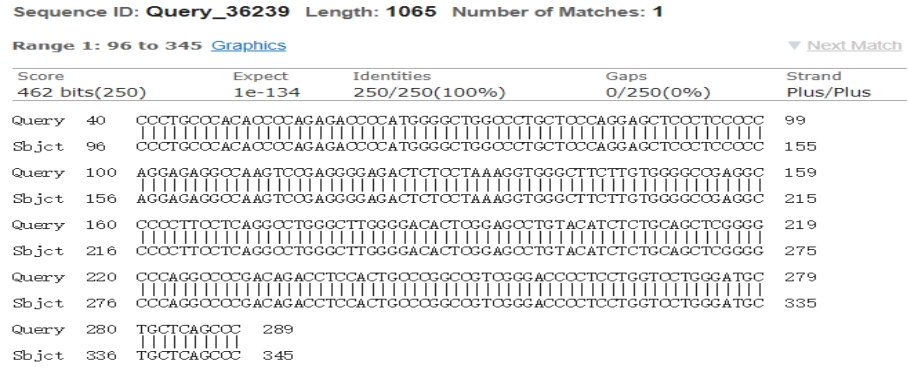 Sequence ID: Query_36239 Length: 1065 Number of Matches: 1
Range 1: 96 to 345 Graphics ▼ Next Match
Score Expect Identities Gaps Strand
462 bits(250) 1e-134 250/250(100%) 0/250(0%) Plus/Plus
Query 40 CCCTGCCCACACCCCAGAGACCCCATGGGGCTGGCCCTGCTCCCAGGAGCTCCCTCCCCC 99
Sbjct 96 CCCTGCCCACACCCCAGAGACCCCATGGGGCTGGCCCTGCTCCCAGGAGCTCCCTCCCCC 155
Query 100 AGGAGAGGCCAAGTCCGAGGGGAGACTCTCCTAAAGGTGGGCTTCTTGTGGGGCCGAGGC 159
Sbjct 156 AGGAGAGGCCAAGTCCGAGGGGAGACTCTCCTAAAGGTGGGCTTCTTGTGGGGCCGAGGC 215
Query 160 CCCCTTCCTCAGGCCTGGGCTTGGGGACACTCGGAGCCTGTACATCTCTGCAGCTCGGGG 219
Sbjct 216 CCCCTTCCTCAGGCCTGGGCTTGGGGACACTCGGAGCCTGTACATCTCTGCAGCTCGGGG 275
Query 220 CCCAGGCCCCGACAGACCTCCACTGCCCGGCCGTCGGGACCCCTCCTGGTCCTGGGATGC 279
Sbjct 276 CCCAGGCCCCGACAGACCTCCACTGCCCGGCCGTCGGGACCCCTCCTGGTCCTGGGATGC 335
Query 280 TGCTCAGCCC 289
Sbjct 336 TGCTCAGCCC 345